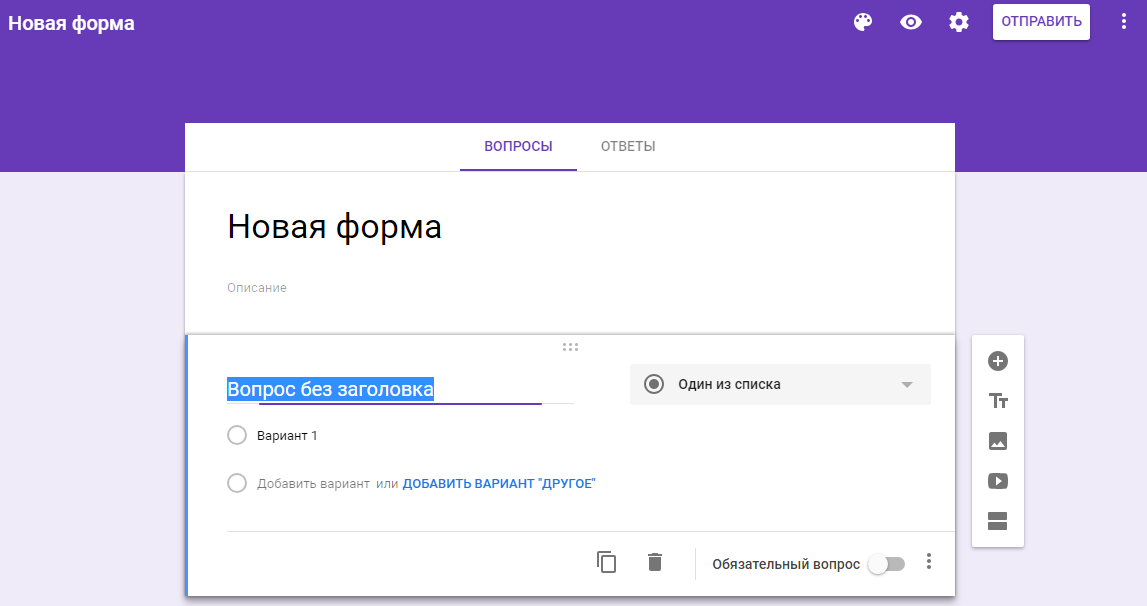 Новая форма
ОТПРАВИТЬ
ВОПРОСЫ
ОТВЕТЫ
Новая форма
Описание
Вопрос без заголовка
Один из списка
Вариант 1
Добавить вариант или ДОБАВИТЬ ВАРИАНТ "ДРУГОЕ"
Обязательный вопрос